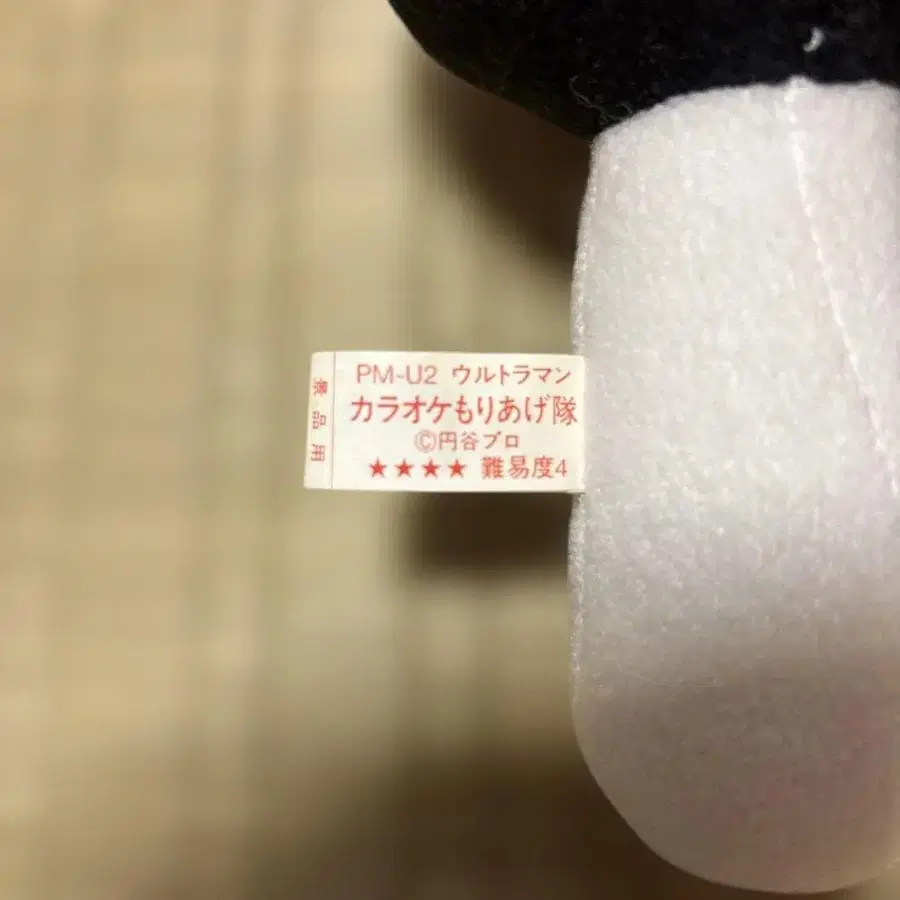 景品用
PM-U2 ウルトラマン
カラオケもりあげ隊
©円谷プロ
★★★★ 難易度4